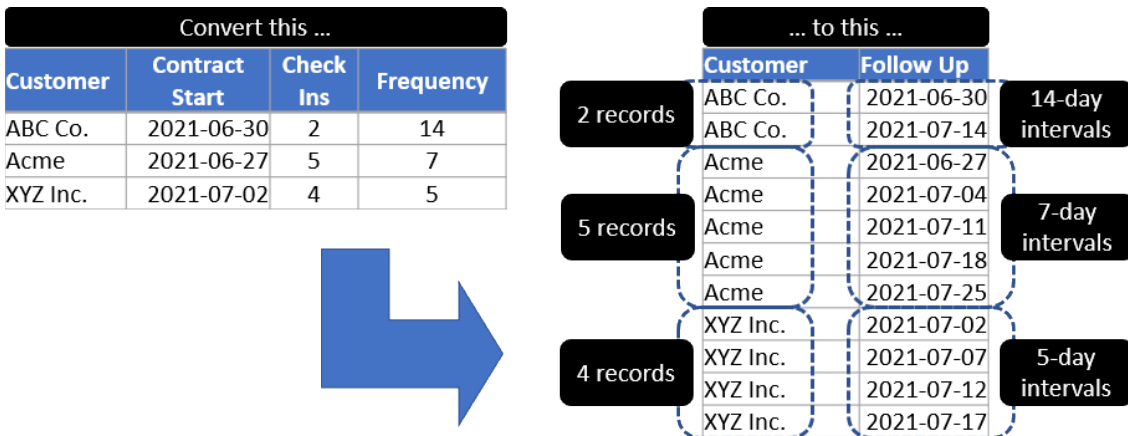 Convert this ...
Customer Contract Start Check Ins Frequency
ABC Co. 2021-06-30 2 14
Acme 2021-06-27 5 7
XYZ Inc. 2021-07-02 4 5
... to this ...
Customer Follow Up
2 records
ABC Co. 2021-06-30
ABC Co. 2021-07-14
14-day
intervals
5 records
Acme 2021-06-27
Acme 2021-07-04
Acme 2021-07-11
Acme 2021-07-18
Acme 2021-07-25
7-day
intervals
4 records
XYZ Inc. 2021-07-02
XYZ Inc. 2021-07-07
XYZ Inc. 2021-07-12
XYZ Inc. 2021-07-17
5-day
intervals